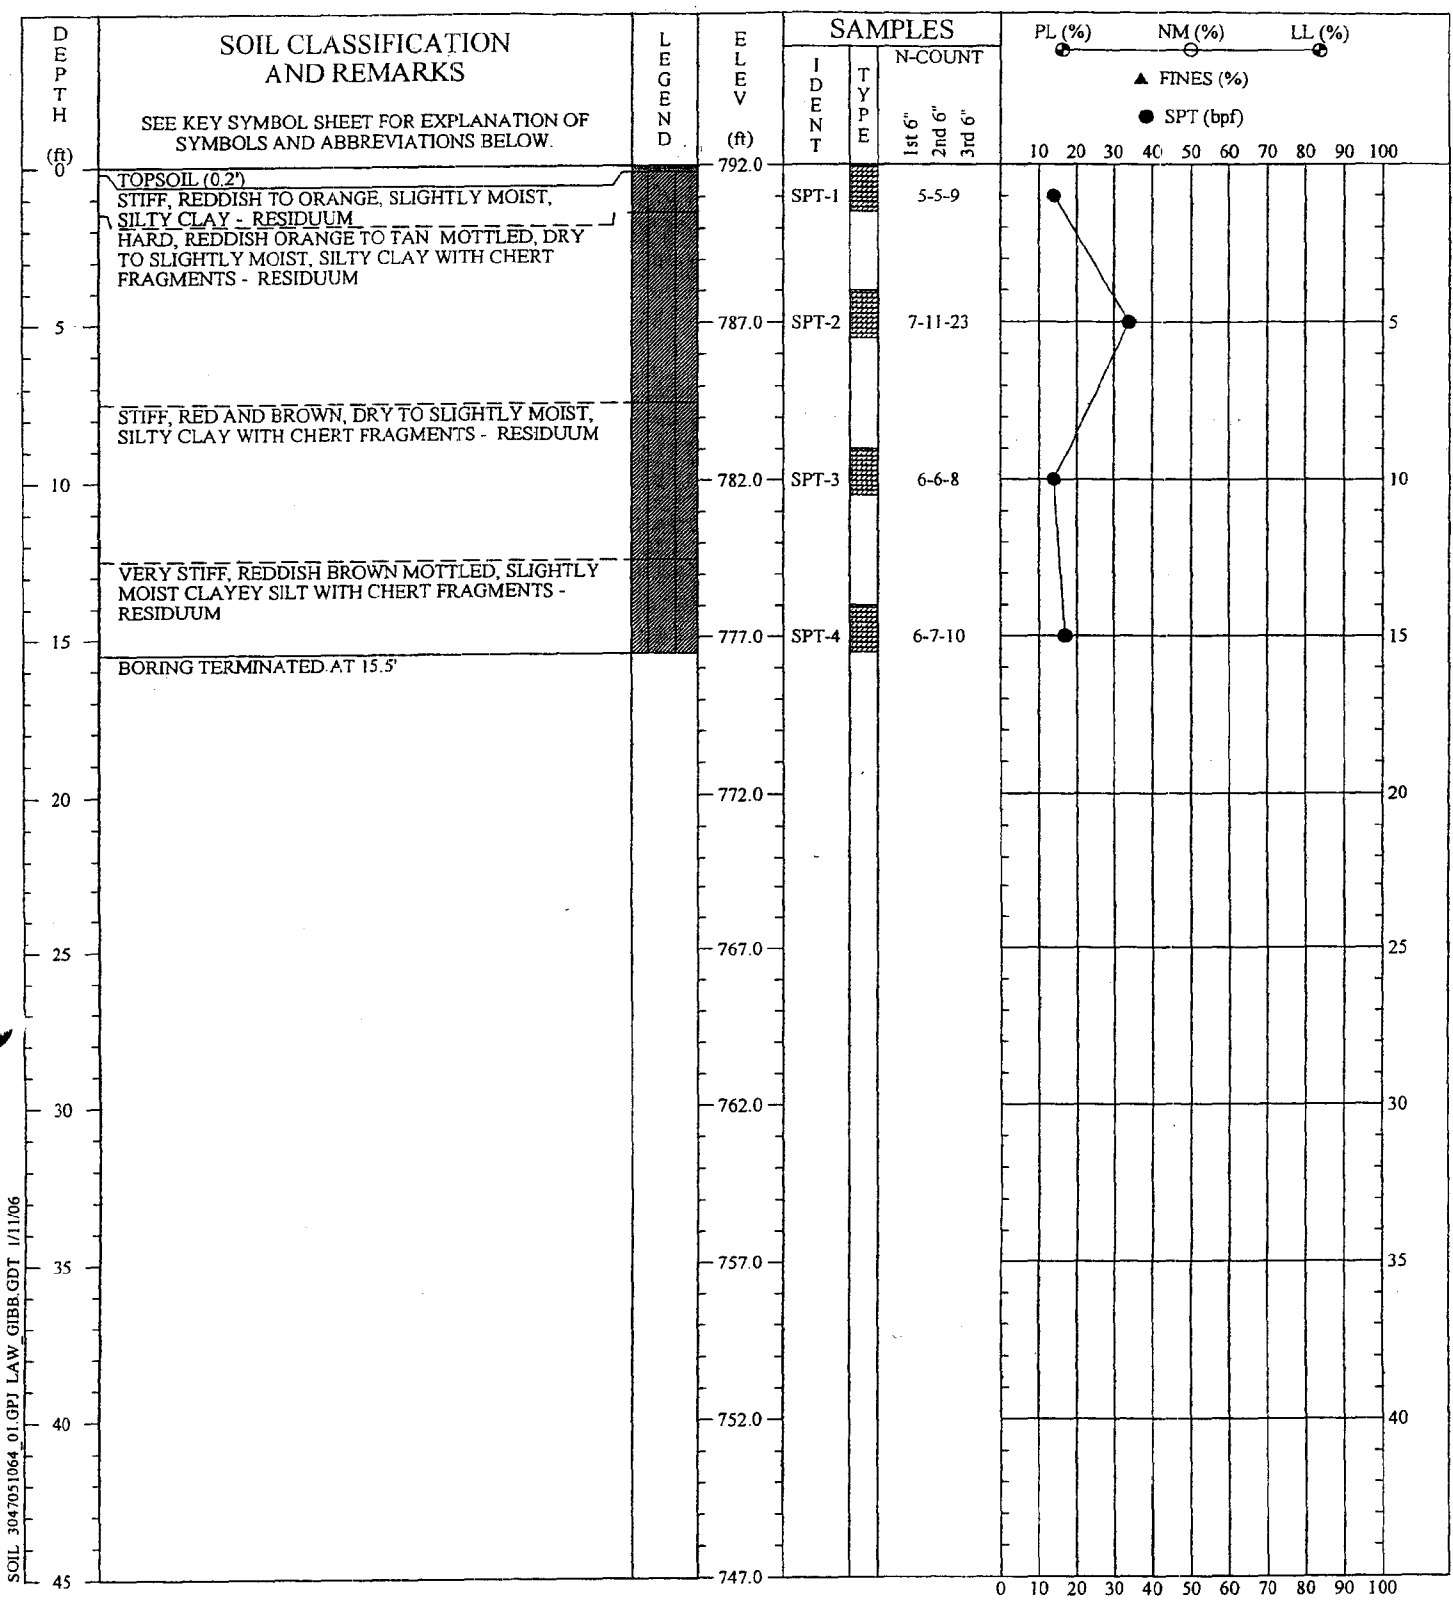 DEPTH (ft)
SOIL CLASSIFICATION
AND REMARKS
SEE KEY SYMBOL SHEET FOR EXPLANATION OF
SYMBOLS AND ABBREVIATIONS BELOW.
LEGEND
ELEV (ft)
SAMPLES
IDENT
TYPE
N-COUNT
1st 6"
2nd 6"
3rd 6"
PL (%) NM (%) LL (%)
▲ FINES (%)
● SPT (bpf)
10 20 30 40 50 60 70 80 90 100
0 792.0
TOPSOIL (0.2')
STIFF, REDDISH TO ORANGE, SLIGHTLY MOIST,
SILTY CLAY - RESIDUUM
SPT-1 5-5-9
HARD, REDDISH ORANGE TO TAN MOTTLED, DRY
TO SLIGHTLY MOIST, SILTY CLAY WITH CHERT
FRAGMENTS - RESIDUUM
5 787.0 SPT-2 7-11-23 5
STIFF, RED AND BROWN, DRY TO SLIGHTLY MOIST,
SILTY CLAY WITH CHERT FRAGMENTS - RESIDUUM
10 782.0 SPT-3 6-6-8 10
VERY STIFF, REDDISH BROWN MOTTLED, SLIGHTLY
MOIST CLAYEY SILT WITH CHERT FRAGMENTS -
RESIDUUM
15 777.0 SPT-4 6-7-10 15
BORING TERMINATED AT 15.5'
20 772.0 20
25 767.0 25
30 762.0 30
35 757.0 35
40 752.0 40
45 747.0
0 10 20 30 40 50 60 70 80 90 100
SOIL 3047051064_01.GPJ LAW_GIBB.GDT 1/11/06